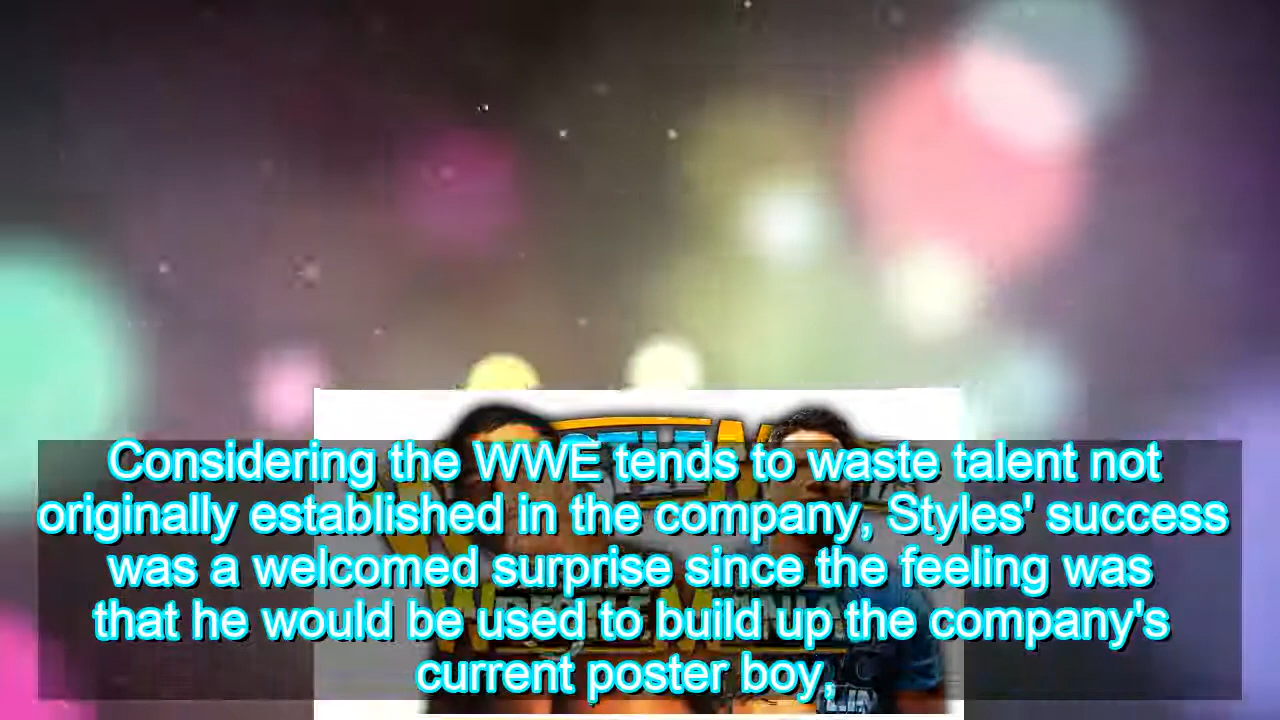 Considering the WWE tends to waste talent not
originally established in the company, Styles' success
was a welcomed surprise since the feeling was
that he would be used to build up the company's
current poster boy,